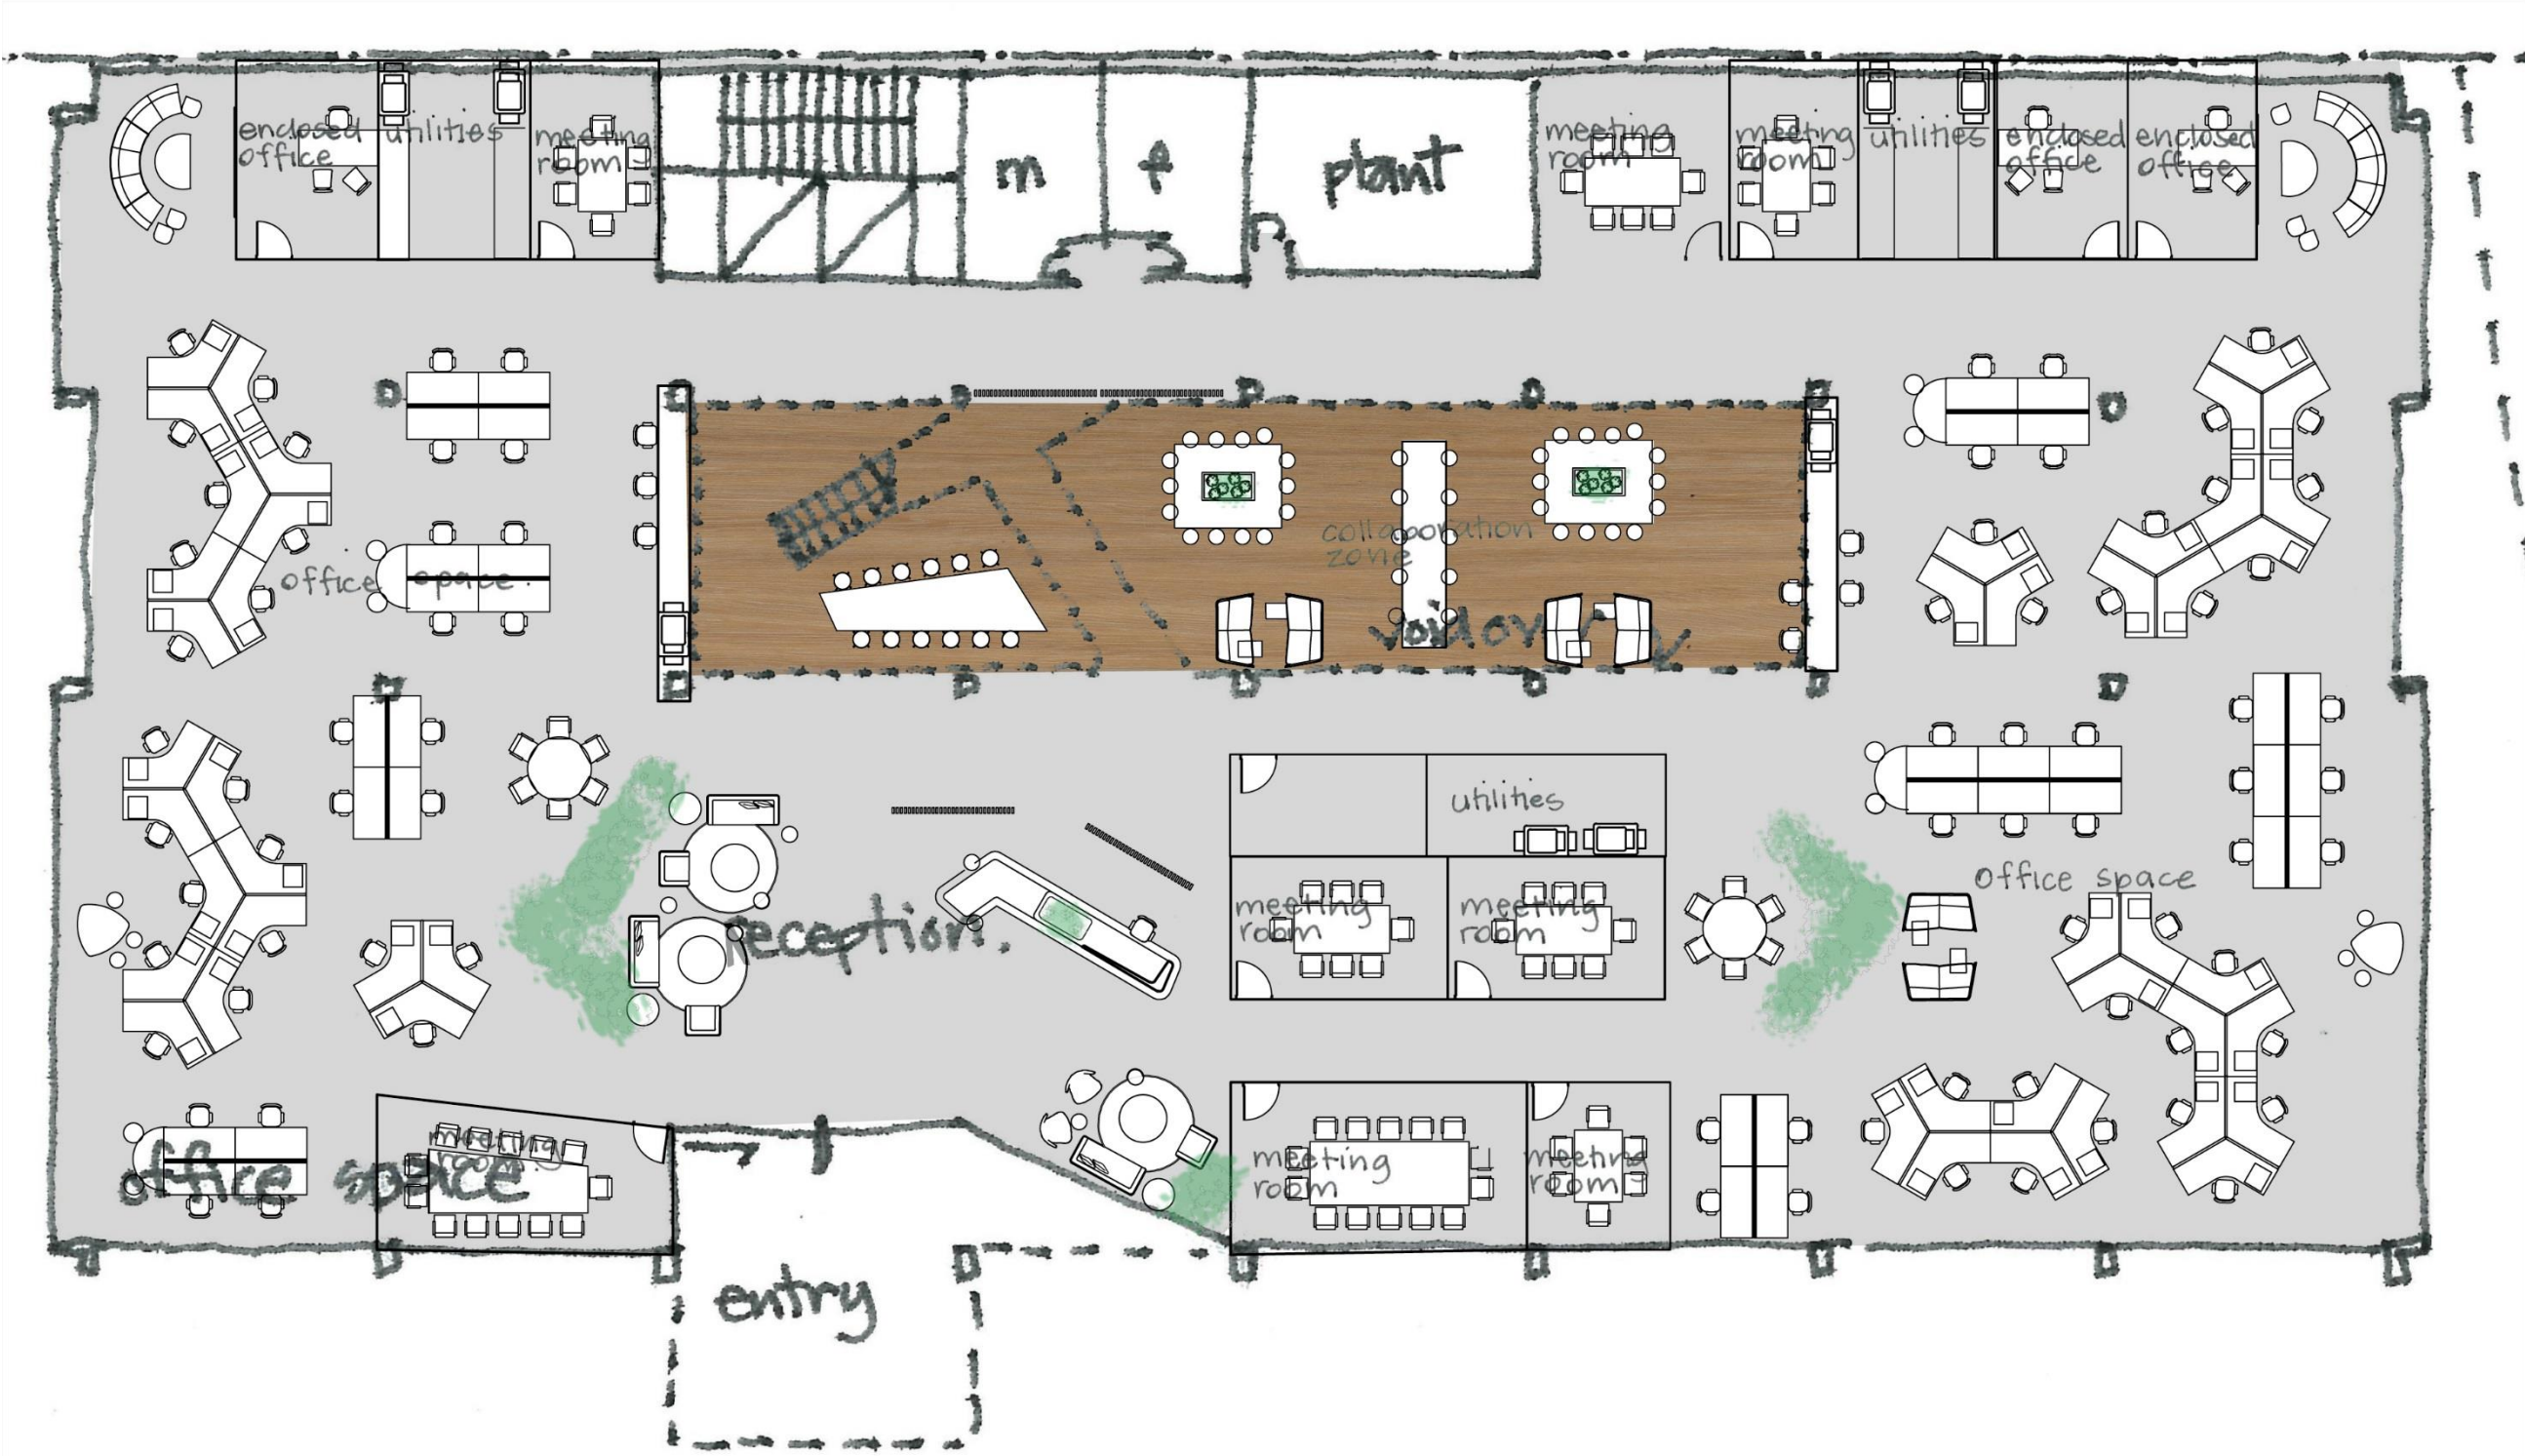 enclosed
office
utilities
meeting
room
m
f
plant
meeting
room
meeting
room
utilities
enclosed
office
enclosed
office
collaboration
zone
office space.
void over
utilities
office space
reception.
meeting
room
meeting
room
meeting
room
office space
meeting
room
meeting
room
entry